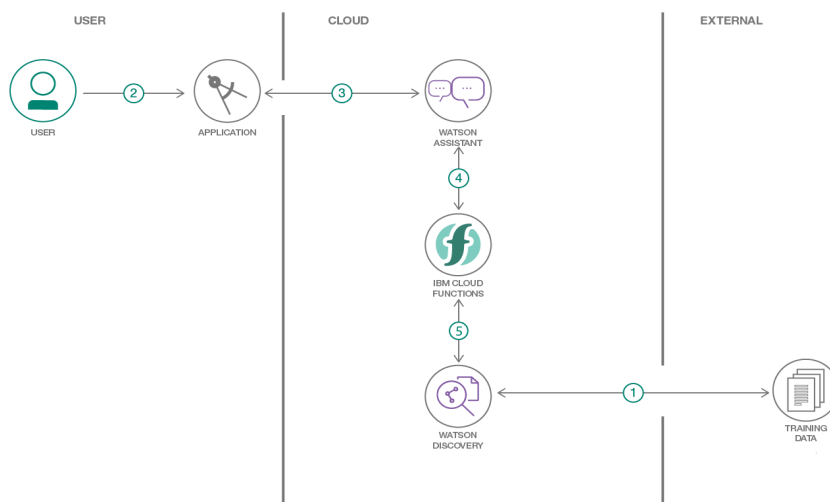 USER
CLOUD
EXTERNAL
2
3
USER
APPLICATION
WATSON
ASSISTANT
4
f
IBM CLOUD
FUNCTIONS
5
1
WATSON
DISCOVERY
TRAINING
DATA